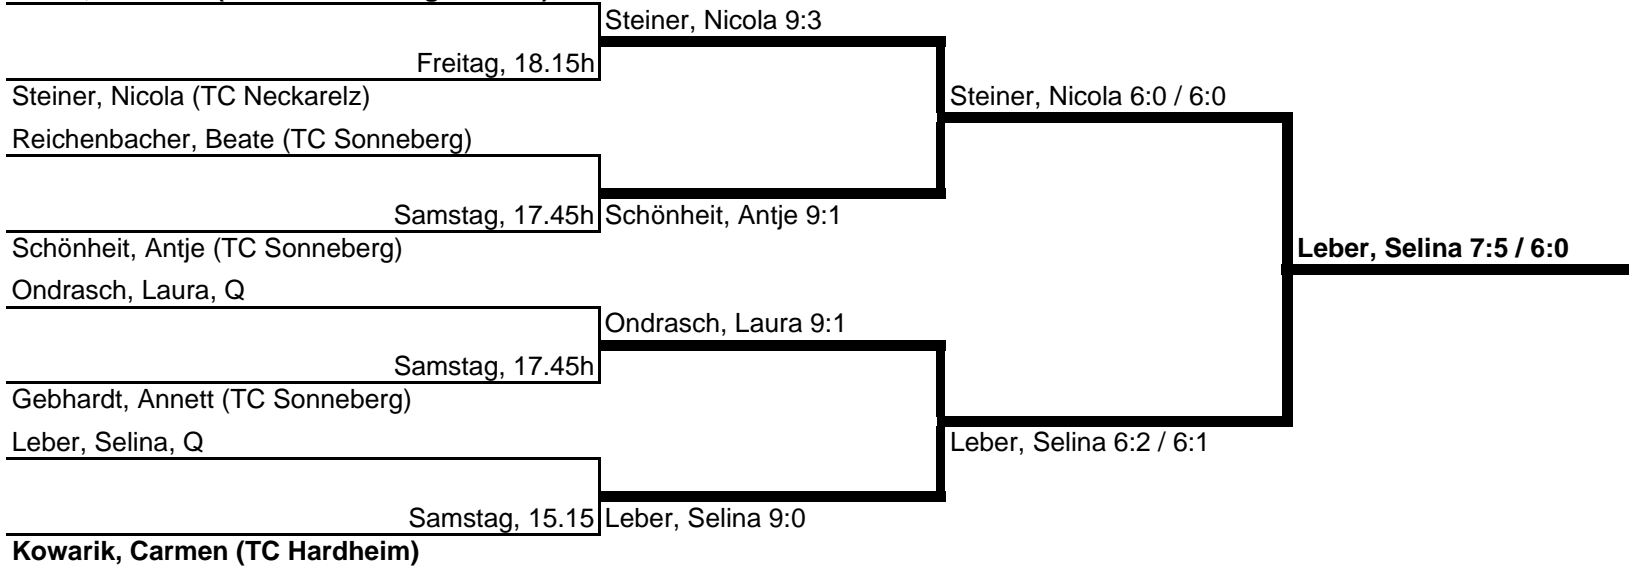 Steiner, Nicola 9:3
Freitag, 18.15h
Steiner, Nicola (TC Neckarelz)
Steiner, Nicola 6:0 / 6:0
Reichenbacher, Beate (TC Sonneberg)
Samstag, 17.45h
Schönheit, Antje 9:1
Schönheit, Antje (TC Sonneberg)
Leber, Selina 7:5 / 6:0
Ondrasch, Laura, Q
Ondrasch, Laura 9:1
Samstag, 17.45h
Gebhardt, Annett (TC Sonneberg)
Leber, Selina, Q
Leber, Selina 6:2 / 6:1
Samstag, 15.15
Leber, Selina 9:0
Kowarik, Carmen (TC Hardheim)